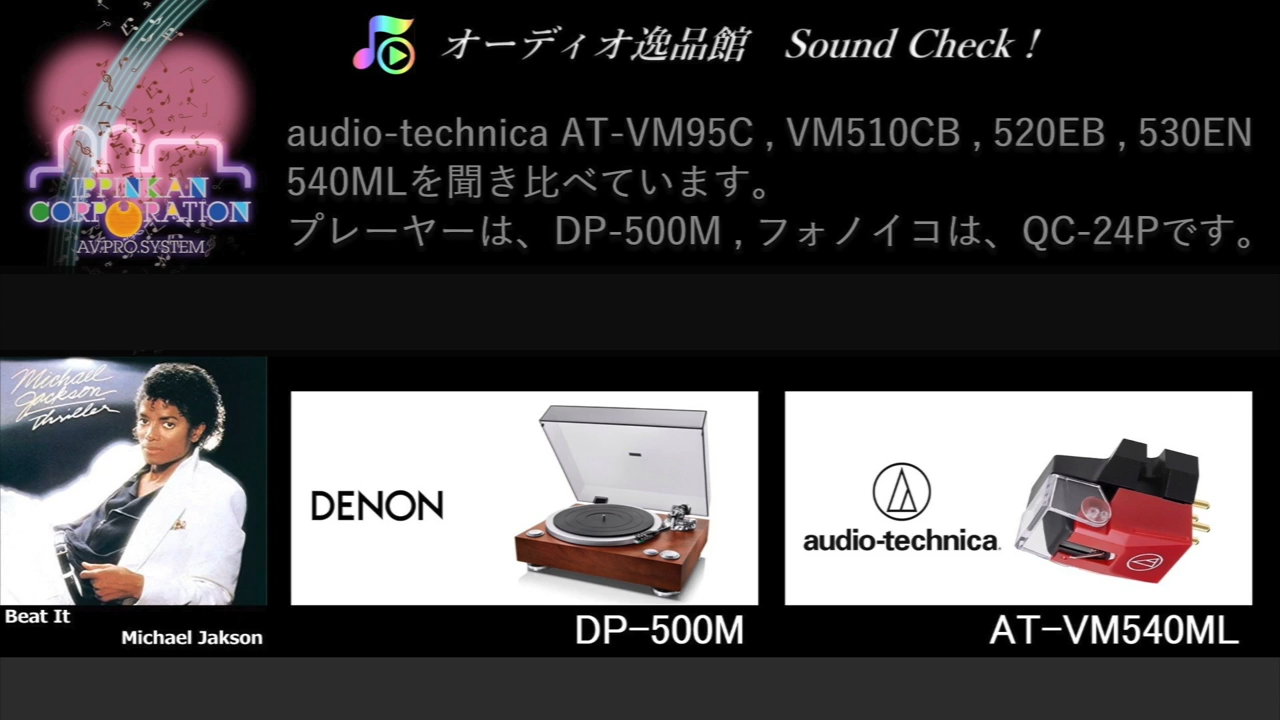 オーディオ逸品館　Sound Check !
audio-technica AT-VM95C , VM510CB , 520EB , 530EN
540MLを聞き比べています。
プレーヤーは、DP-500M , フォノイコは、QC-24Pです。
IPPINKAN
CORPORATION
AV.PRO.SYSTEM
Michael
Jackson
Thriller
Beat It
Michael Jakson
DENON
DP-500M
audio-technica
AT-VM540ML